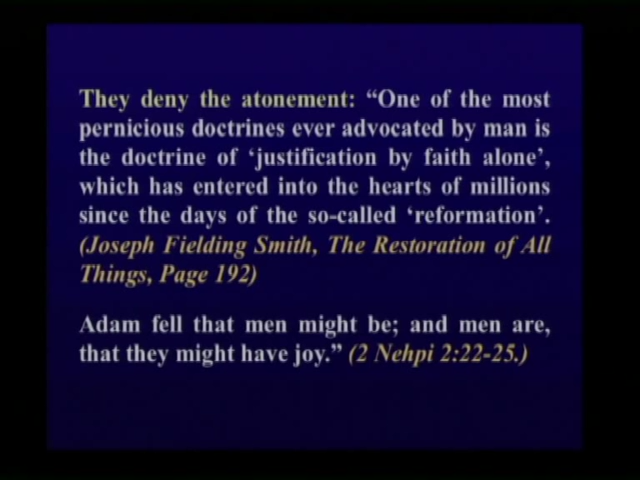 They deny the atonement: “One of the most
pernicious doctrines ever advocated by man is
the doctrine of ‘justification by faith alone’,
which has entered into the hearts of millions
since the days of the so-called ‘reformation’.
(Joseph Fielding Smith, The Restoration of All
Things, Page 192)
Adam fell that men might be; and men are,
that they might have joy.” (2 Nehpi 2:22-25.)